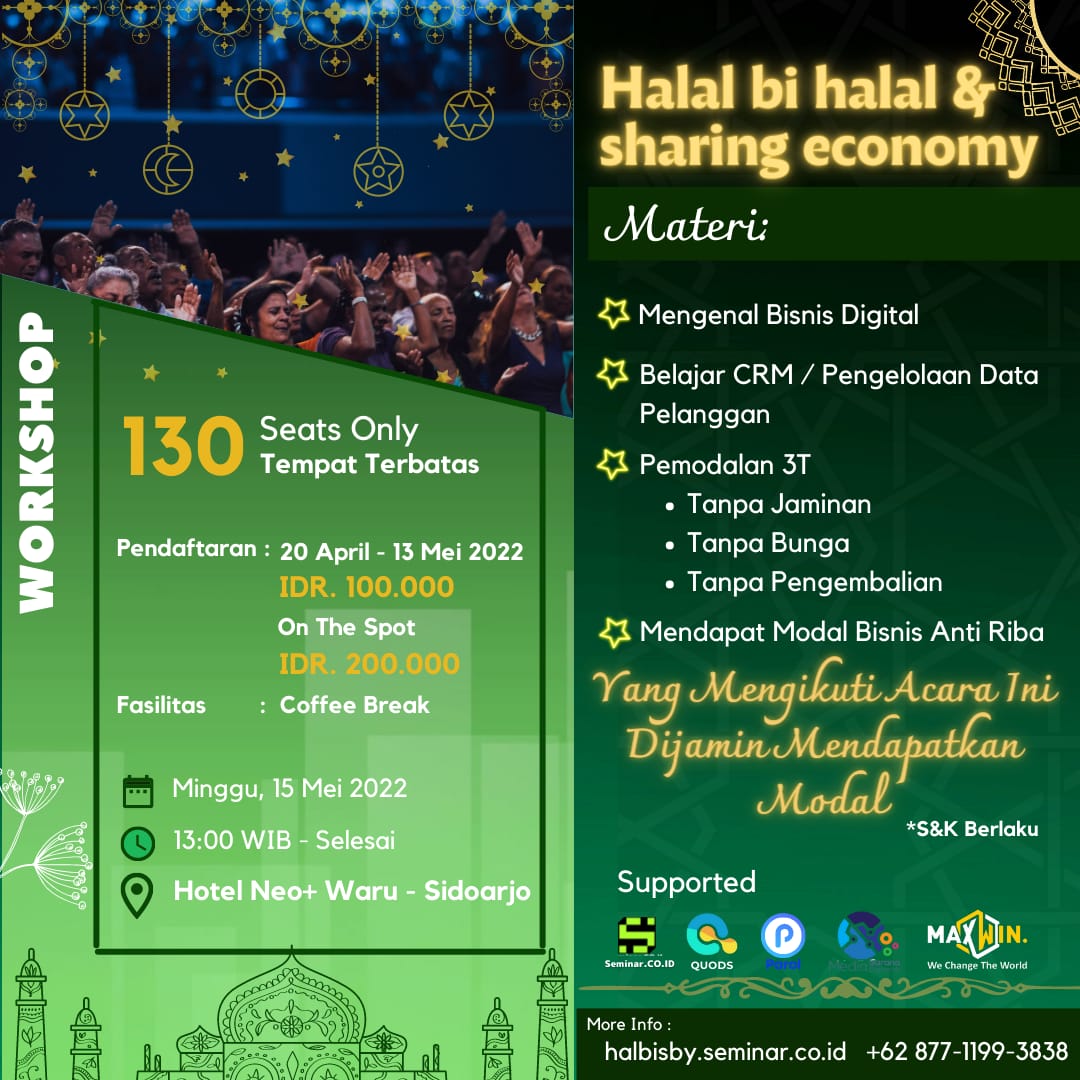 WORKSHOP
130
Seats Only
Tempat Terbatas
Pendaftaran : 20 April - 13 Mei 2022
IDR. 100.000
On The Spot
IDR. 200.000
Fasilitas : Coffee Break
Minggu, 15 Mei 2022
13:00 WIB - Selesai
Hotel Neo+ Waru - Sidoarjo
Halal bi halal &
sharing economy
Materi:
Mengenal Bisnis Digital
Belajar CRM / Pengelolaan Data
Pelanggan
Pemodalan 3T
• Tanpa Jaminan
• Tanpa Bunga
• Tanpa Pengembalian
Mendapat Modal Bisnis Anti Riba
Yang Mengikuti Acara Ini
Dijamin Mendapatkan
Modal
*S&K Berlaku
Supported
Seminar.CO.ID
QUODS
P
Paral
Media
MAXWIN.
We Change The World
More Info :
halbisby.seminar.co.id +62 877-1199-3838